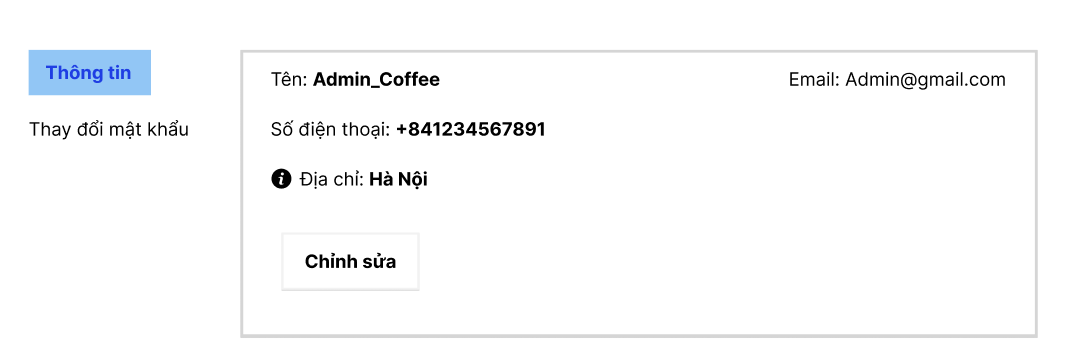 Thông tin
Thay đổi mật khẩu
Tên: Admin_Coffee
Email: Admin@gmail.com
Số điện thoại: +841234567891
Địa chỉ: Hà Nội
Chỉnh sửa